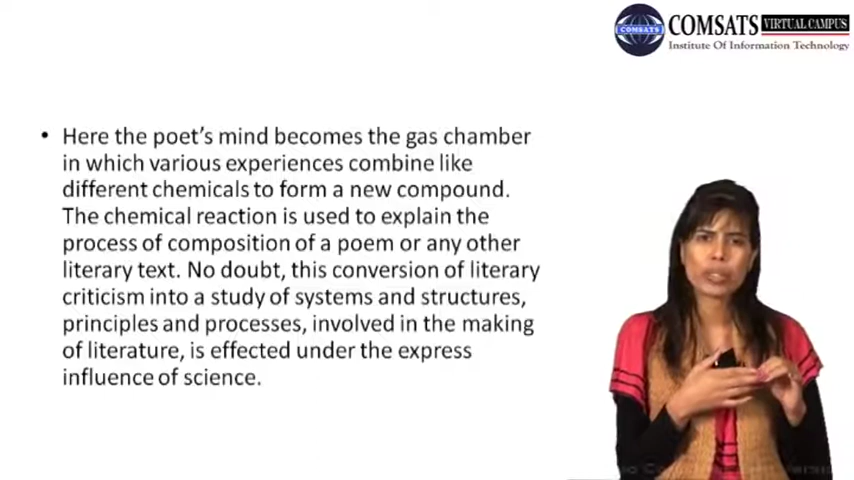 COMSATS VIRTUAL CAMPUS
Institute Of Information Technology
COMSATS
• Here the poet's mind becomes the gas chamber
in which various experiences combine like
different chemicals to form a new compound.
The chemical reaction is used to explain the
process of composition of a poem or any other
literary text. No doubt, this conversion of literary
criticism into a study of systems and structures,
principles and processes, involved in the making
of literature, is effected under the express
influence of science.